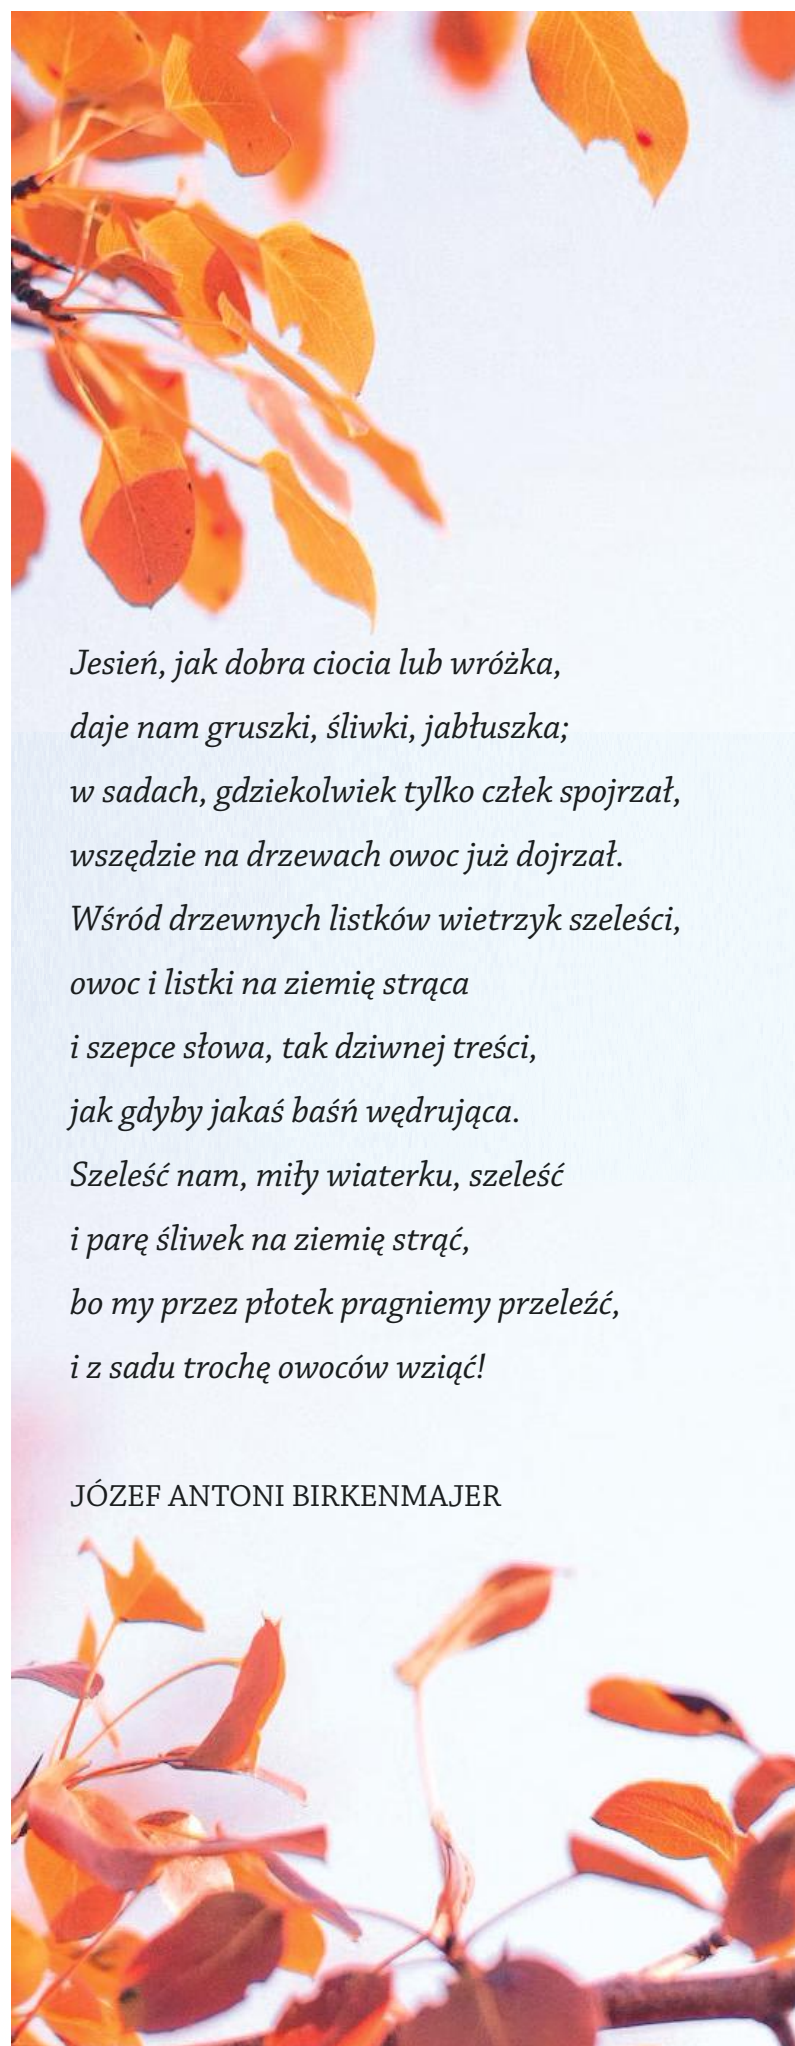 Jesień, jak dobra ciocia lub wróżka,
daje nam gruszki, śliwki, jabłuszka;
w sadach, gdziekolwiek tylko człek spojrzał,
wszędzie na drzewach owoc już dojrzał.
Wśród drzewnych listków wietrzyk szeleści,
owoc i listki na ziemię strąca
i szepce słowa, tak dziwnej treści,
jak gdyby jakaś baśń wędrująca.
Szeleść nam, miły wiaterku, szeleść
i parę śliwek na ziemię strąć,
bo my przez płotek pragniemy przeleźć,
i z sadu trochę owoców wziąć!
JÓZEF ANTONI BIRKENMAJER